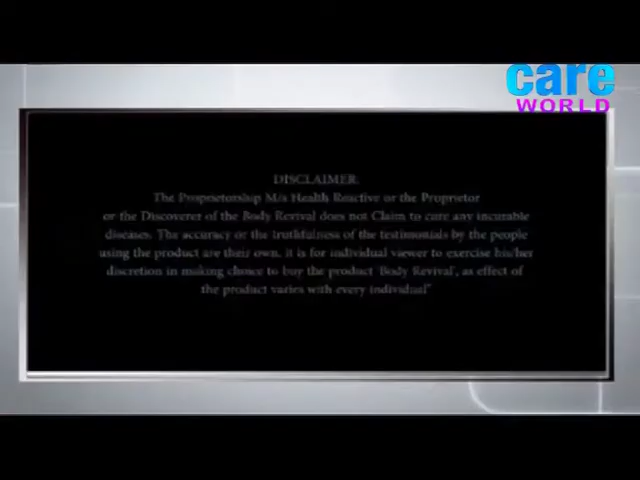 care
WORLD
DISCLAIMER
The Proprietorship M/s Health Reactive or the Proprietor
or the Discoverer of the Body Revival does not Claim to cure any incurable
diseases. The accuracy or the truthfulness of the testimonials by the people
using the product are their own, it is for individual viewer to exercise his/her
discretion in making choice to buy the product 'Body Revival', as effect of
the product varies with every individual"